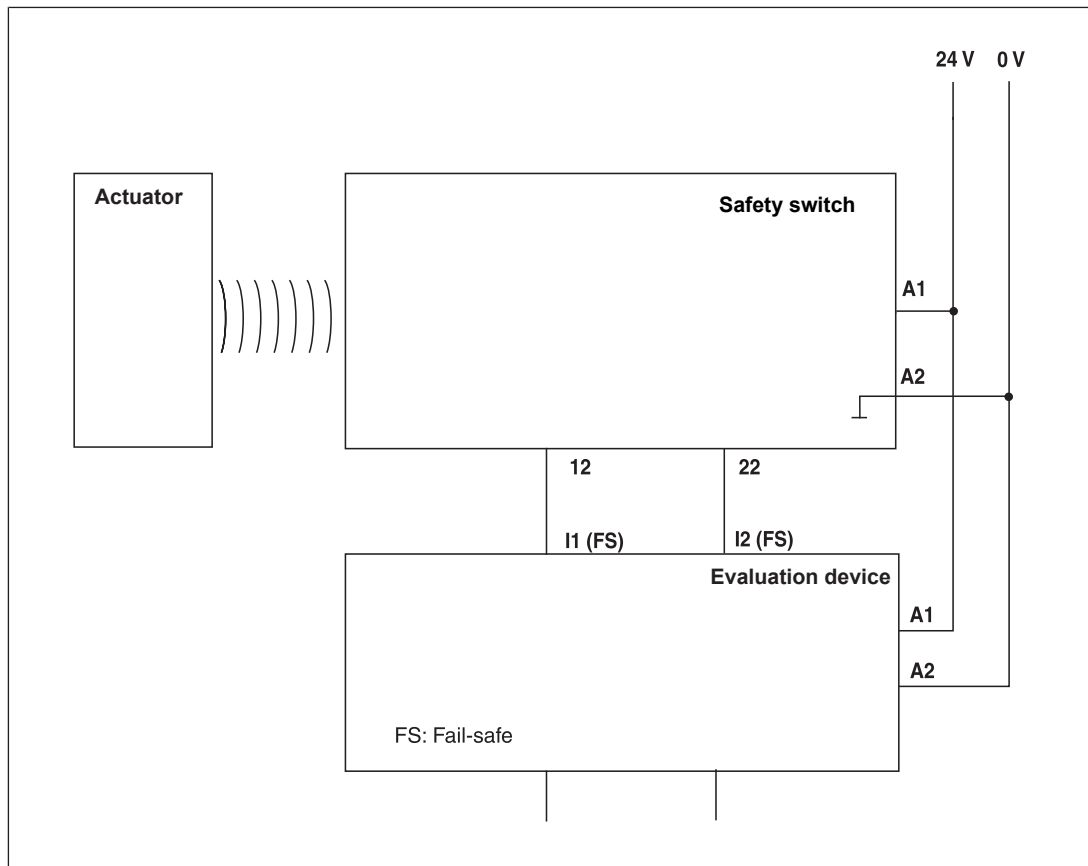 24 V 0 V
Actuator
Safety switch
A1
A2
12 22
I1 (FS) I2 (FS)
Evaluation device
A1
A2
FS: Fail-safe